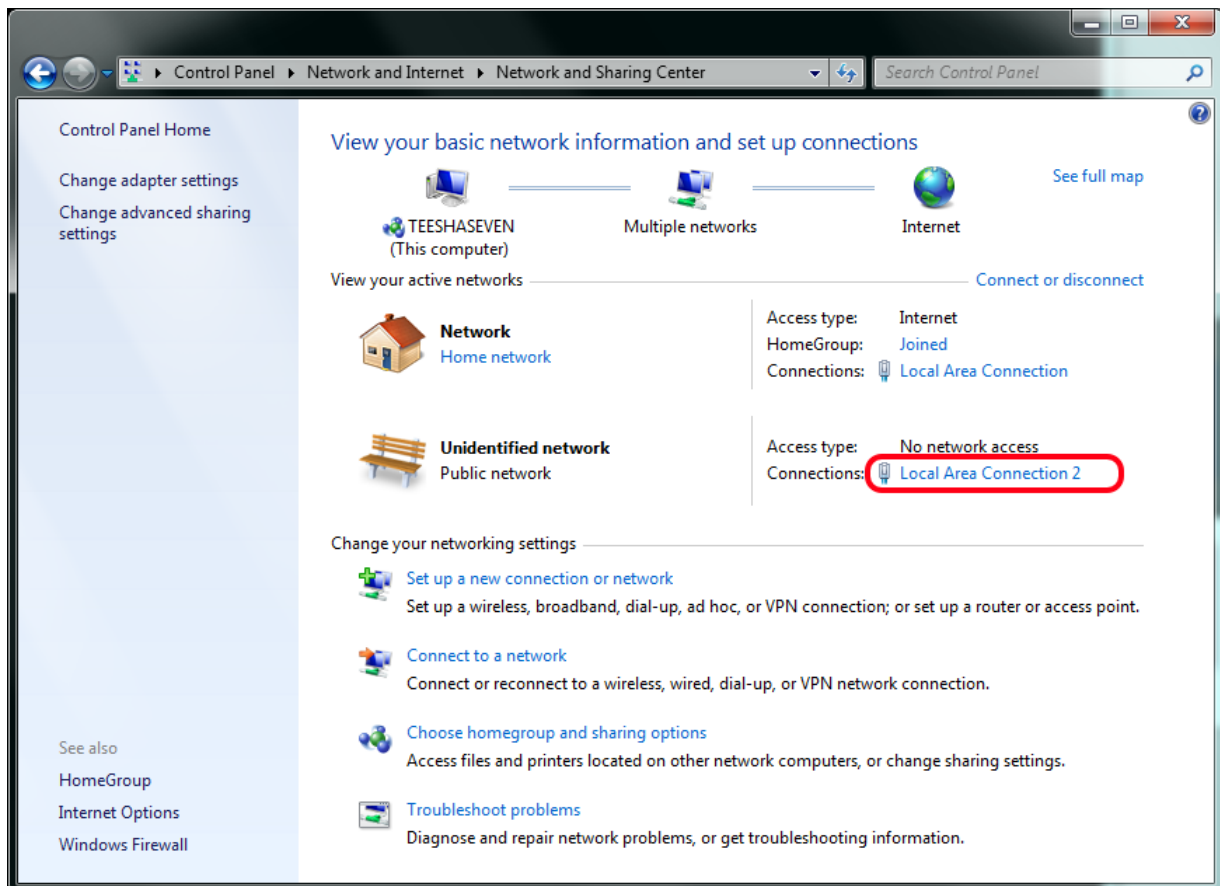 Control Panel ▸ Network and Internet ▸ Network and Sharing Center
Search Control Panel
Control Panel Home
Change adapter settings
Change advanced sharing
settings
See also
HomeGroup
Internet Options
Windows Firewall
View your basic network information and set up connections
See full map
TEESHASEVEN
(This computer)
Multiple networks
Internet
View your active networks
Connect or disconnect
Network
Home network
Access type: Internet
HomeGroup: Joined
Connections: Local Area Connection
Unidentified network
Public network
Access type: No network access
Connections: Local Area Connection 2
Change your networking settings
Set up a new connection or network
Set up a wireless, broadband, dial-up, ad hoc, or VPN connection; or set up a router or access point.
Connect to a network
Connect or reconnect to a wireless, wired, dial-up, or VPN network connection.
Choose homegroup and sharing options
Access files and printers located on other network computers, or change sharing settings.
Troubleshoot problems
Diagnose and repair network problems, or get troubleshooting information.